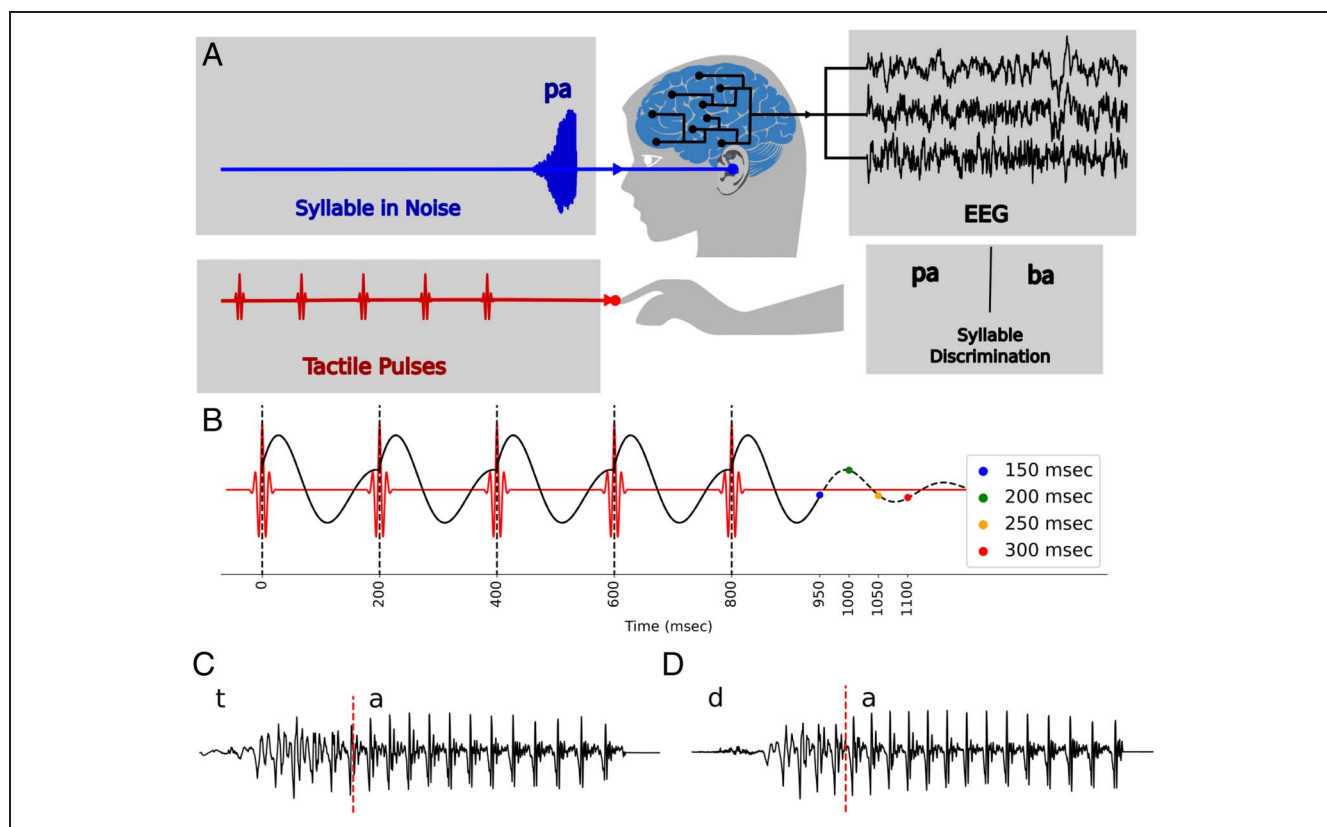 A
pa
Syllable in Noise
EEG
Tactile Pulses
pa
ba
Syllable
Discrimination
B
150 msec
200 msec
250 msec
300 msec
0
200
400
600
800
950
1000
1050
1100
Time (msec)
C
t
a
D
d
a